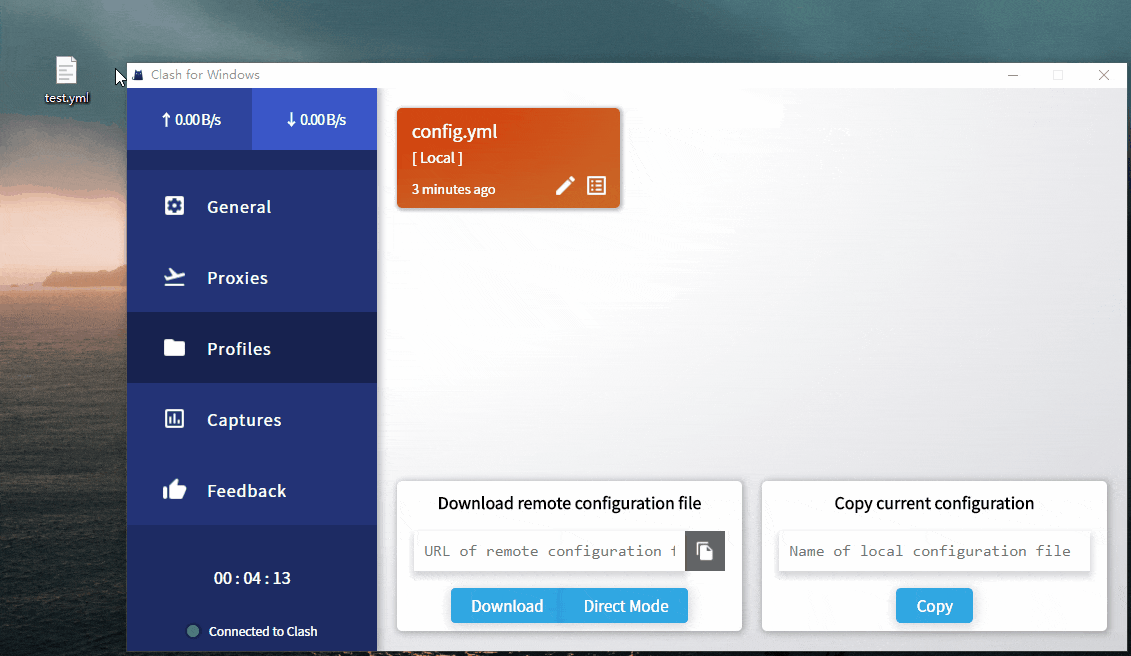 test.yml
Clash for Windows
↑ 0.00 B/s ↓ 0.00 B/s
General
Proxies
Profiles
Captures
Feedback
00 : 04 : 13
Connected to Clash
config.yml
[ Local ]
3 minutes ago
Download remote configuration file
URL of remote configuration f
Download Direct Mode
Copy current configuration
Name of local configuration file
Copy